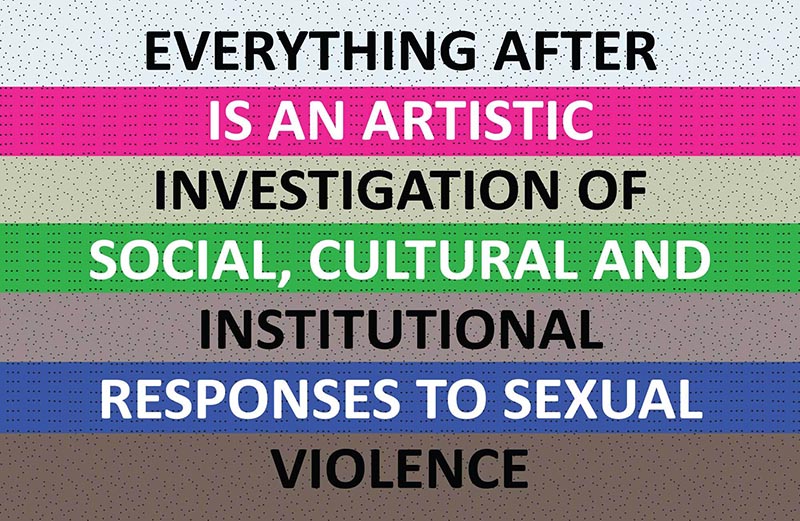 EVERYTHING AFTER
IS AN ARTISTIC
INVESTIGATION OF
SOCIAL, CULTURAL AND
INSTITUTIONAL
RESPONSES TO SEXUAL
VIOLENCE